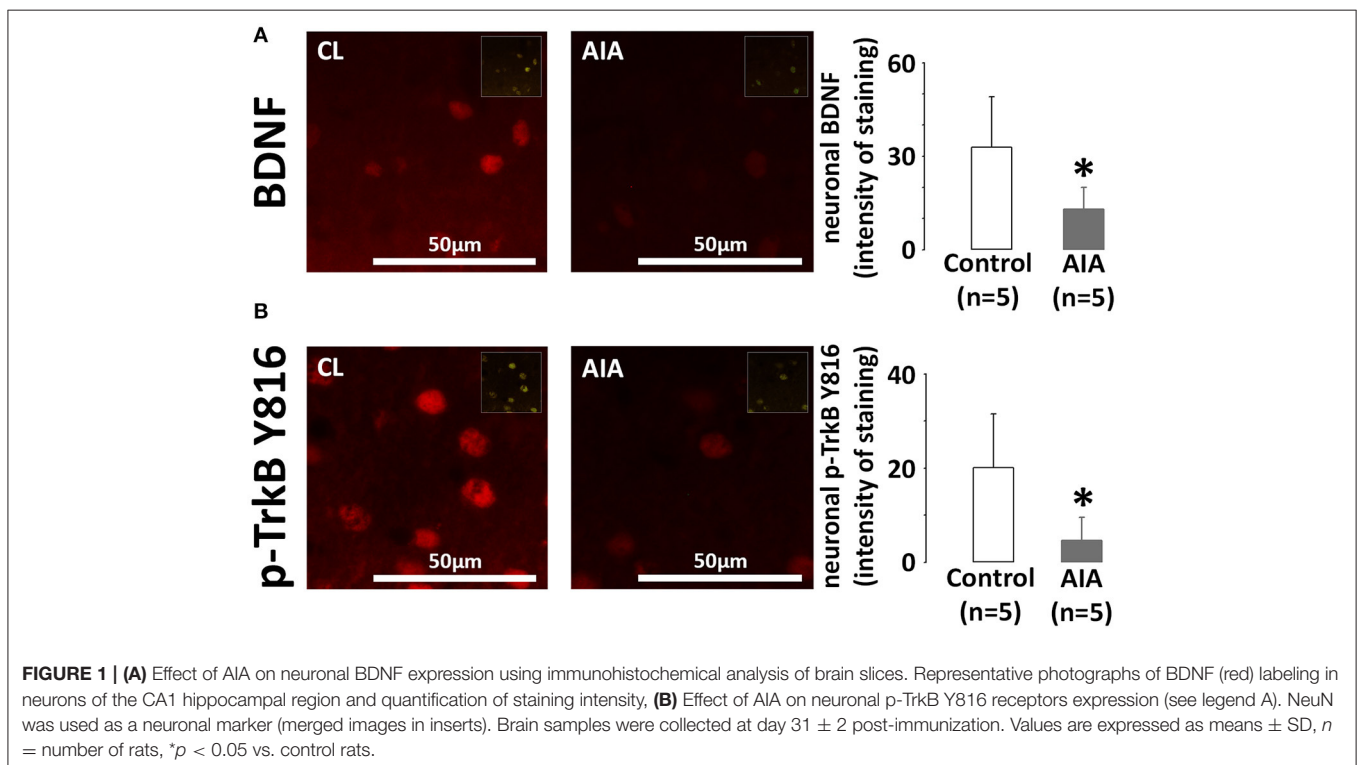 A
BDNF
CL
50µm
AIA
50µm
neuronal BDNF
(intensity of staining)
60
30
0
*
Control
(n=5)
AIA
(n=5)
B
p-TrkB Y816
CL
50µm
AIA
50µm
neuronal p-TrkB Y816
(intensity of staining)
40
20
0
*
Control
(n=5)
AIA
(n=5)
FIGURE 1 | (A) Effect of AIA on neuronal BDNF expression using immunohistochemical analysis of brain slices. Representative photographs of BDNF (red) labeling in
neurons of the CA1 hippocampal region and quantification of staining intensity, (B) Effect of AIA on neuronal p-TrkB Y816 receptors expression (see legend A). NeuN
was used as a neuronal marker (merged images in inserts). Brain samples were collected at day 31 ± 2 post-immunization. Values are expressed as means ± SD, n
= number of rats, *p < 0.05 vs. control rats.